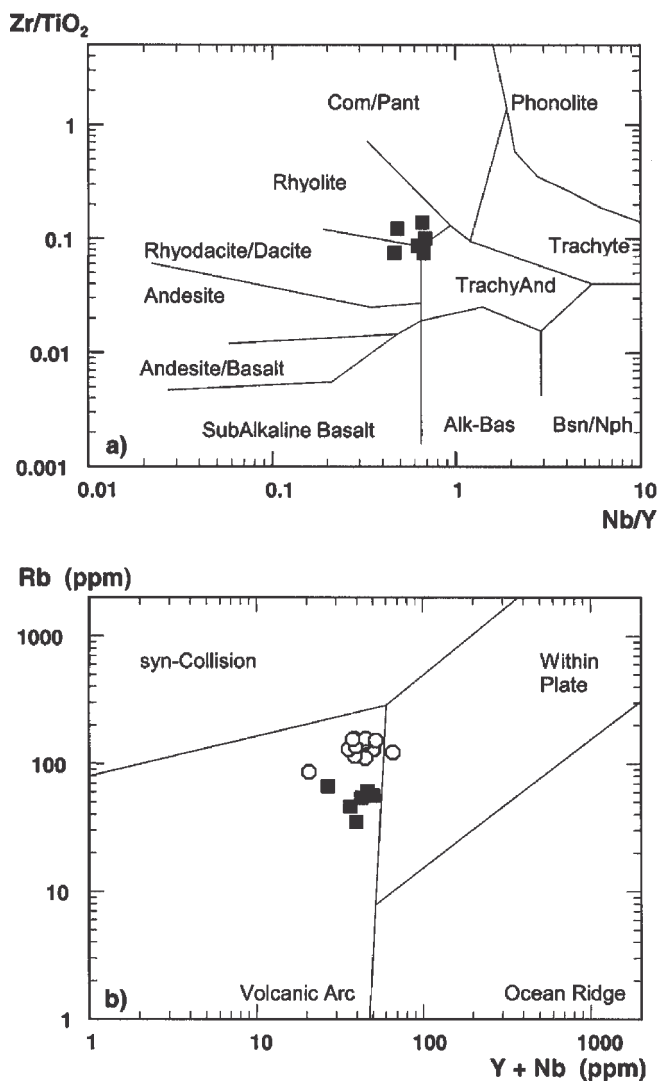 Zr/TiO2
Com/Pant
Phonolite
1
Rhyolite
0.1
Rhyodacite/Dacite
Trachyte
Andesite
TrachyAnd
0.01
Andesite/Basalt
SubAlkaline Basalt
Alk-Bas
Bsn/Nph
a)
0.001
0.01
0.1
1
10
Nb/Y
Rb (ppm)
1000
syn-Collision
Within
Plate
100
10
b)
Volcanic Arc
Ocean Ridge
1
1
10
100
1000
Y + Nb (ppm)